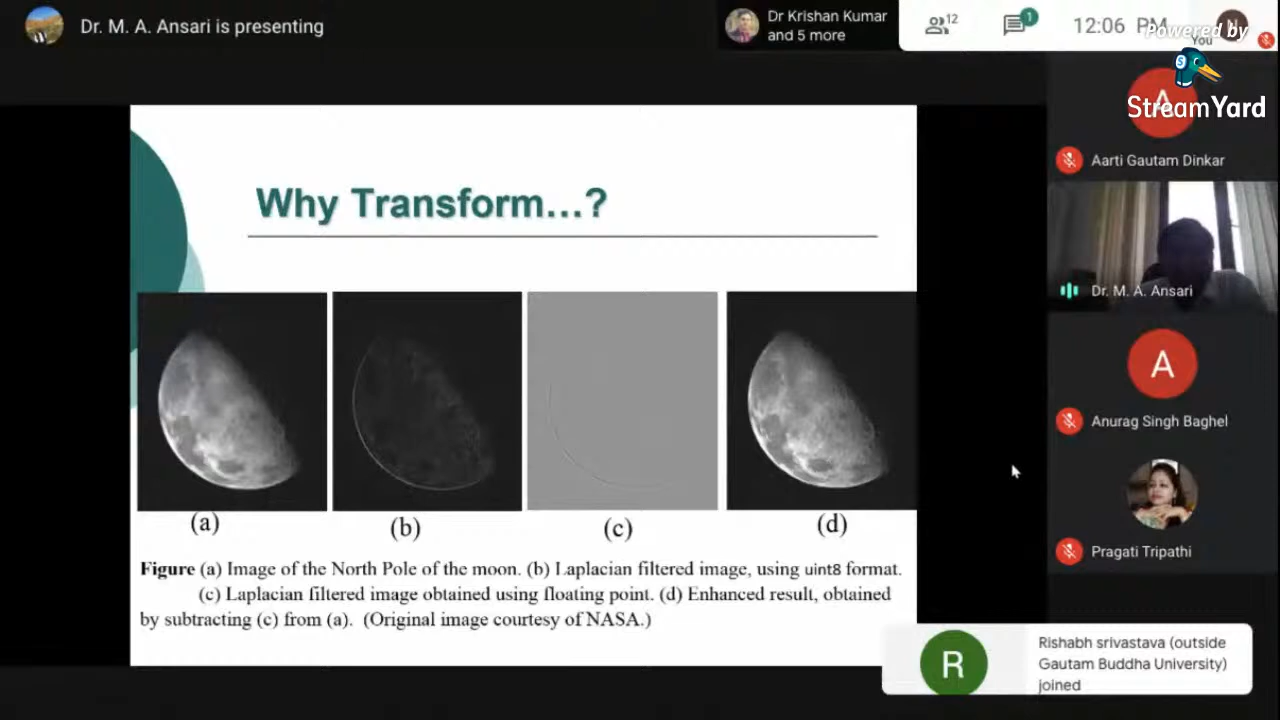 Dr. M. A. Ansari is presenting
Dr Krishan Kumar
and 5 more
12
1
12:06 PM
You
N
Powered by
S
StreamYard
A
Aarti Gautam Dinkar
Why Transform...?
Dr. M. A. Ansari
A
Anurag Singh Baghel
Pragati Tripathi
(a)
(b)
(c)
(d)
Figure (a) Image of the North Pole of the moon. (b) Laplacian filtered image, using uint8 format.
(c) Laplacian filtered image obtained using floating point. (d) Enhanced result, obtained
by subtracting (c) from (a). (Original image courtesy of NASA.)
R
Rishabh srivastava (outside
Gautam Buddha University)
joined